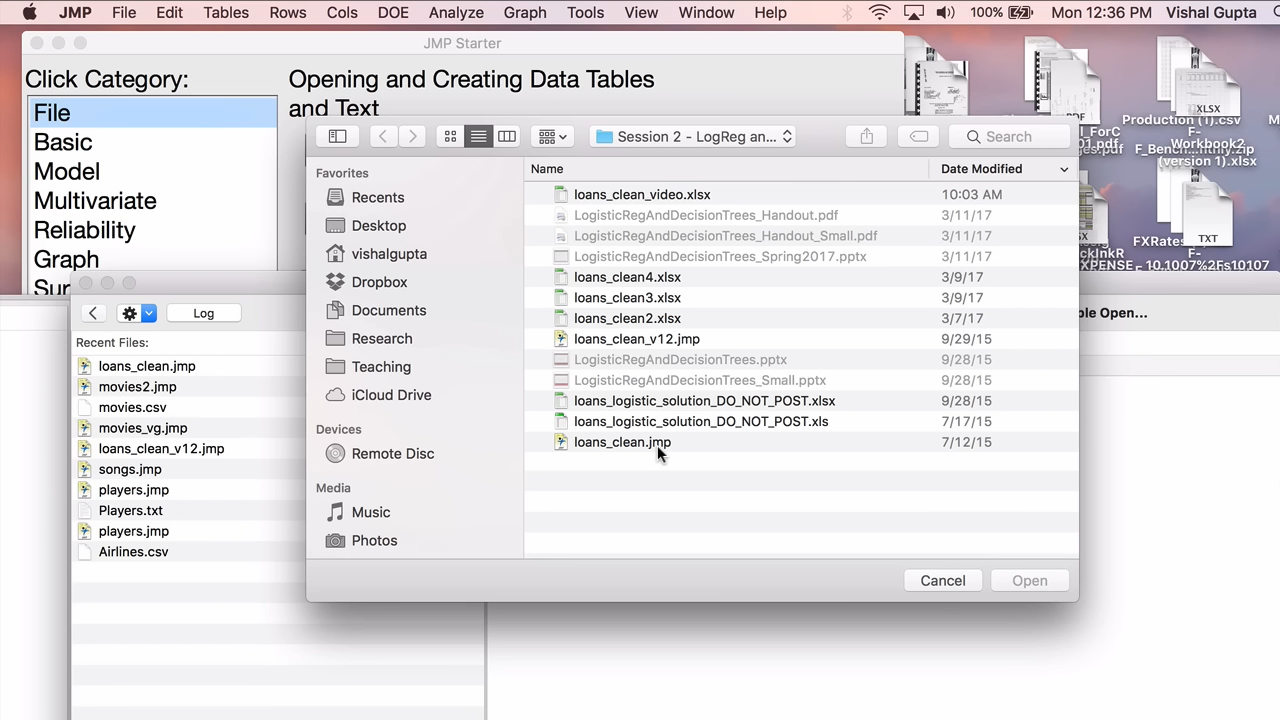 JMP File Edit Tables Rows Cols DOE Analyze Graph Tools View Window Help 100% Mon 12:36 PM Vishal Gupta
JMP Starter
Click Category:
File
Basic
Model
Multivariate
Reliability
Graph
Opening and Creating Data Tables
and Text
Session 2 - LogReg an...
Search
Favorites
Recents
Desktop
vishalgupta
Dropbox
Documents
Research
Teaching
iCloud Drive
Devices
Remote Disc
Media
Music
Photos
Name Date Modified
loans_clean_video.xlsx 10:03 AM
LogisticRegAndDecisionTrees_Handout.pdf 3/11/17
LogisticRegAndDecisionTrees_Handout_Small.pdf 3/11/17
LogisticRegAndDecisionTrees_Spring2017.pptx 3/11/17
loans_clean4.xlsx 3/9/17
loans_clean3.xlsx 3/9/17
loans_clean2.xlsx 3/7/17
loans_clean_v12.jmp 9/29/15
LogisticRegAndDecisionTrees.pptx 9/28/15
LogisticRegAndDecisionTrees_Small.pptx 9/28/15
loans_logistic_solution_DO_NOT_POST.xlsx 9/28/15
loans_logistic_solution_DO_NOT_POST.xls 7/17/15
loans_clean.jmp 7/12/15
Cancel Open
Log
Recent Files:
loans_clean.jmp
movies2.jmp
movies.csv
movies_vg.jmp
loans_clean_v12.jmp
songs.jmp
players.jmp
Players.txt
players.jmp
Airlines.csv
Open...
PDF
XLSX
Production (1).csv
(version 1).xlsx
TXT